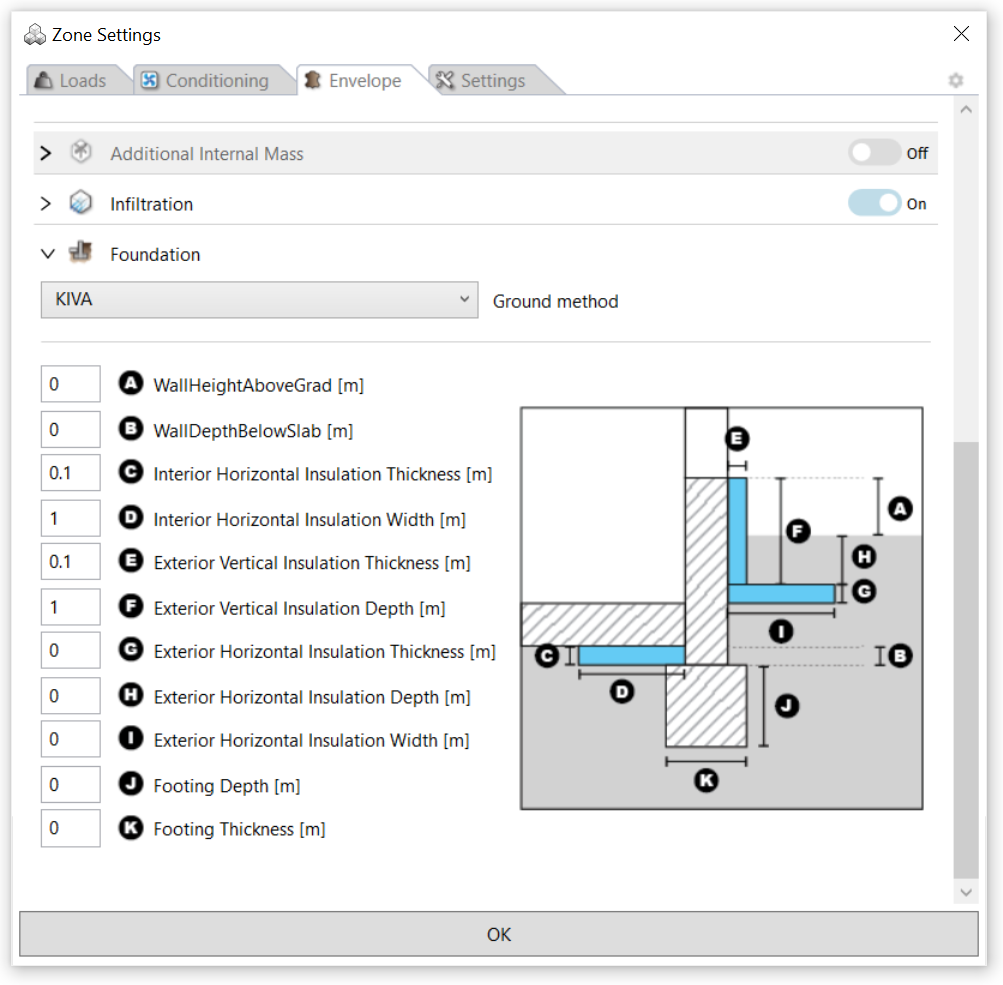 Zone Settings
Loads Conditioning Envelope Settings
Additional Internal Mass Off
Infiltration On
Foundation
KIVA Ground method
0 A WallHeightAboveGrad [m]
0 B WallDepthBelowSlab [m]
0.1 C Interior Horizontal Insulation Thickness [m]
1 D Interior Horizontal Insulation Width [m]
0.1 E Exterior Vertical Insulation Thickness [m]
1 F Exterior Vertical Insulation Depth [m]
0 G Exterior Horizontal Insulation Thickness [m]
0 H Exterior Horizontal Insulation Depth [m]
0 I Exterior Horizontal Insulation Width [m]
0 J Footing Depth [m]
0 K Footing Thickness [m]
E
A
F
H
G
I
C
B
D
J
K
OK